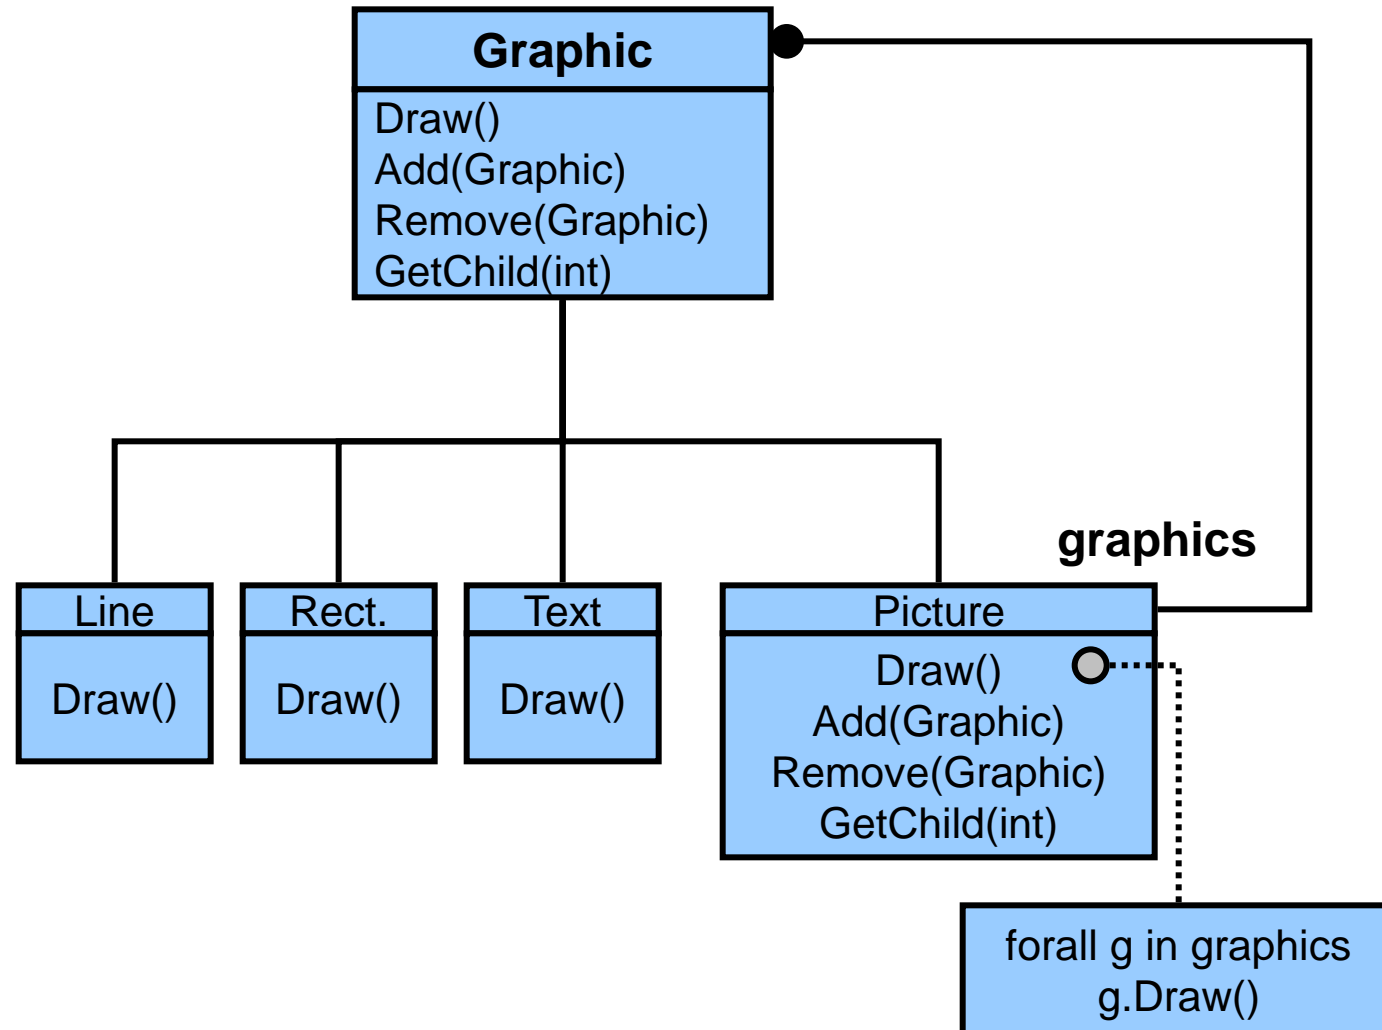 Graphic
Draw()
Add(Graphic)
Remove(Graphic)
GetChild(int)
graphics
Line
Draw()
Rect.
Draw()
Text
Draw()
Picture
Draw()
Add(Graphic)
Remove(Graphic)
GetChild(int)
forall g in graphics
g.Draw()